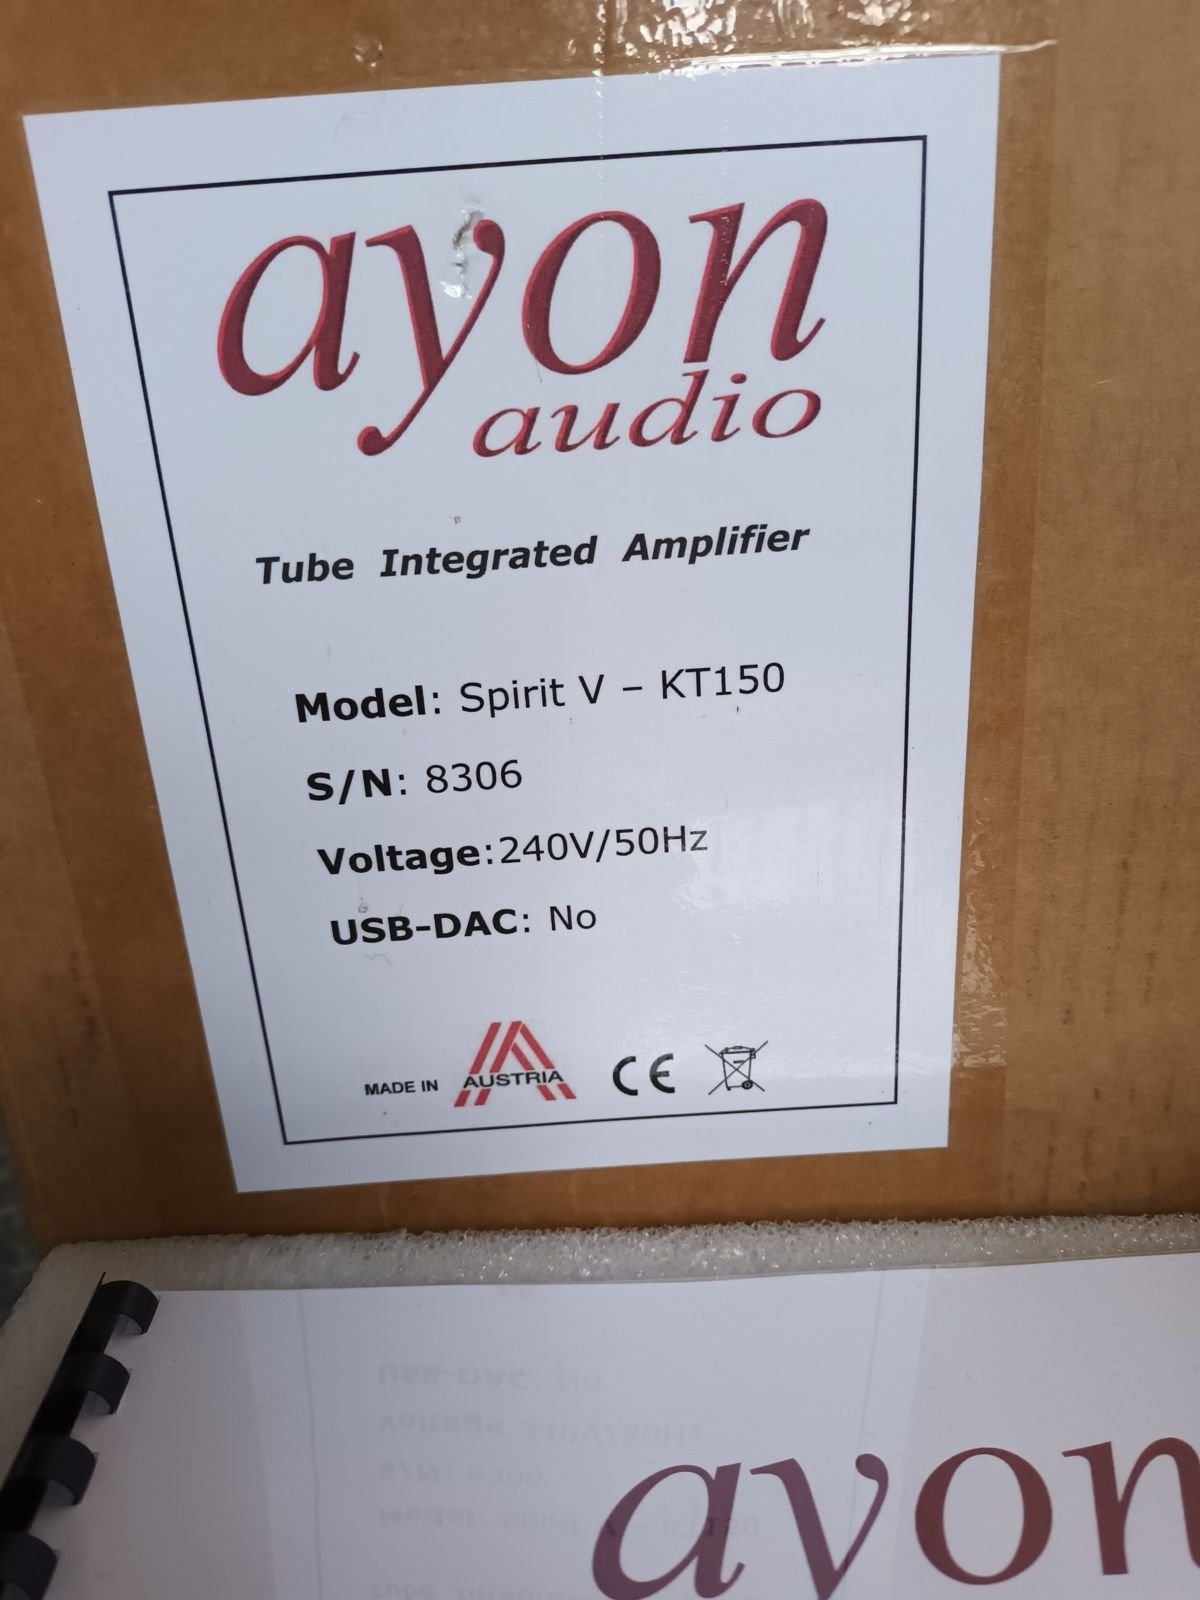 ayon
audio
Tube Integrated Amplifier
Model: Spirit V – KT150
S/N: 8306
Voltage:240V/50Hz
USB-DAC: No
MADE IN AUSTRIA CE
ayon